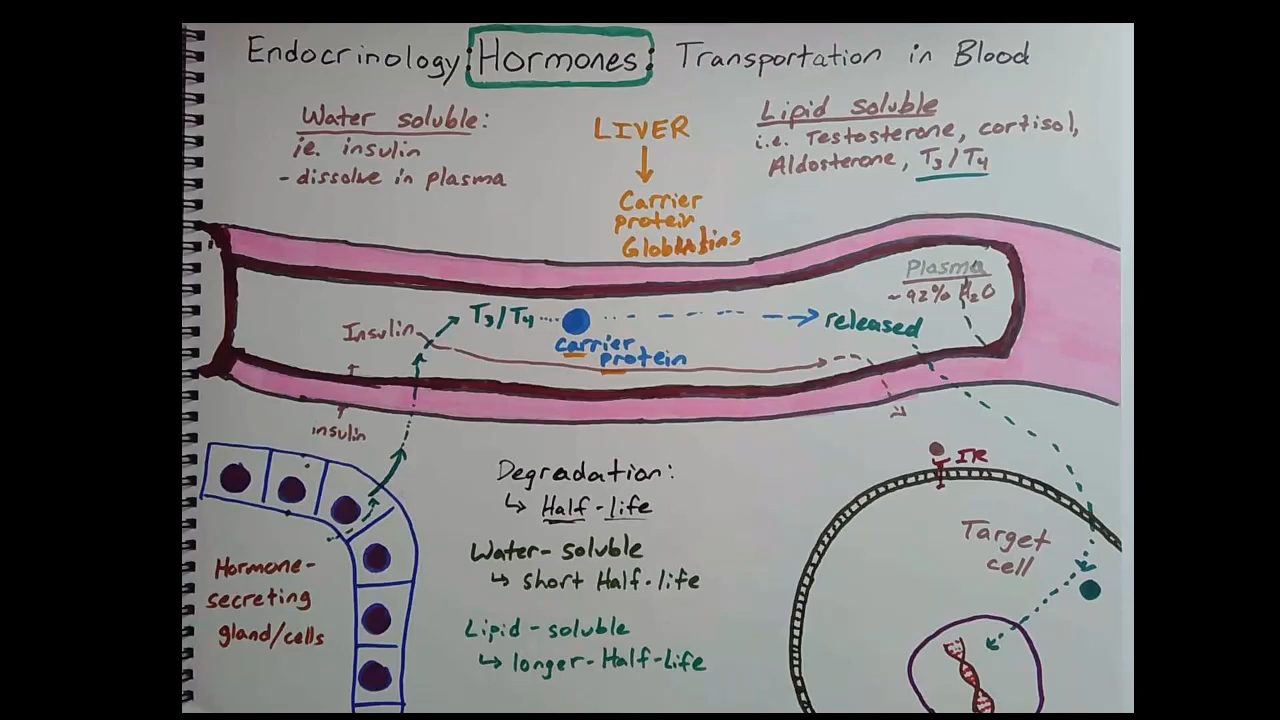 Endocrinology Hormones Transportation in Blood
Water soluble:
ie. insulin
- dissolve in plasma
LIVER
Carrier
protein
Globulins
Lipid soluble
i.e. Testosterone, cortisol,
Aldosterone, T3/T4
Plasma
~92% H2O
Insulin
T3/T4
carrier
protein
released
insulin
Hormone-
secreting
gland/cells
Degradation:
↳ Half-life
Water-soluble
↳ short Half-life
Lipid-soluble
↳ longer-Half-Life
IR
Target
cell